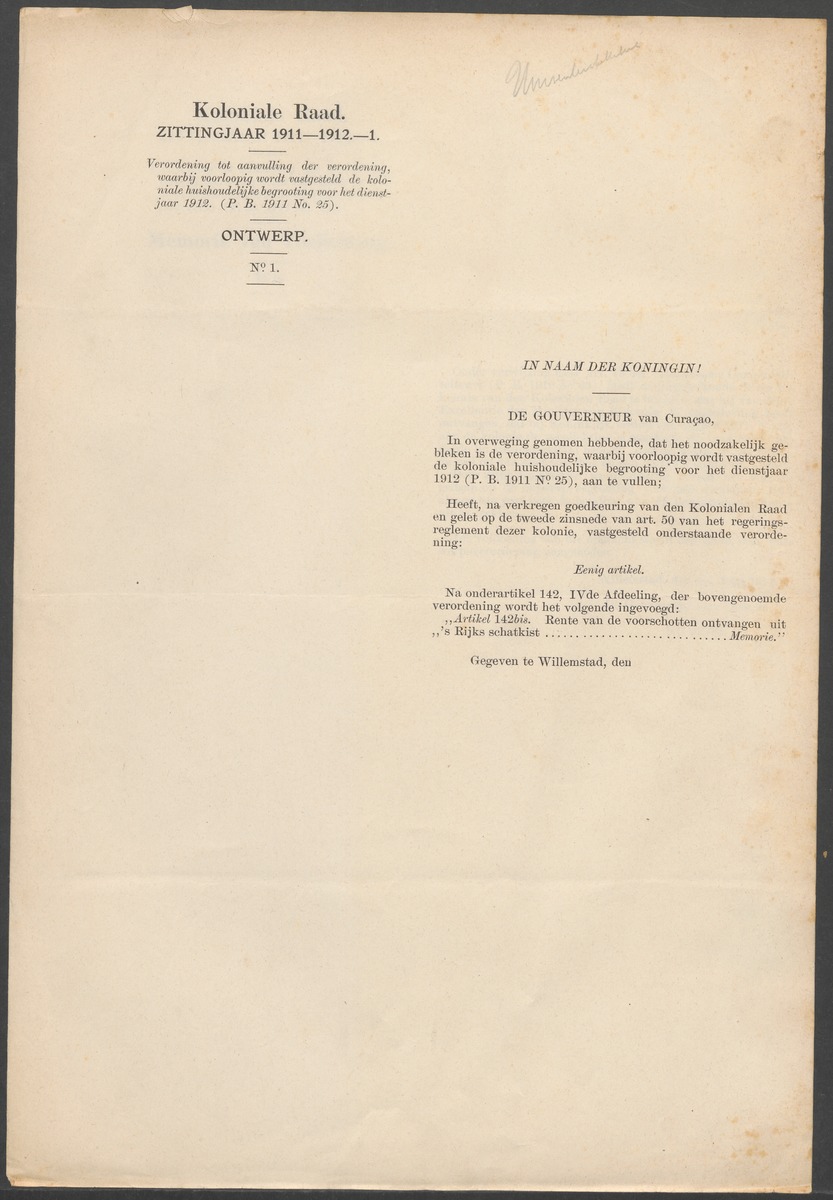 Koloniale Raad.
ZITTINGJAAR 1911—1912.—1.
Verordening tot aanvulling der verordening,
waarbij voorloopig wordt vastgesteld de kolo-
niale huishoudelijke begrooting voor het dienst-
jaar 1912. (P. B. 1911 No. 25).
ONTWERP.
Nº 1.
IN NAAM DER KONINGIN!
DE GOUVERNEUR van Curaçao,
In overweging genomen hebbende, dat het noodzakelijk ge-
bleken is de verordening, waarbij voorloopig wordt vastgesteld
de koloniale huishoudelijke begrooting voor het dienstjaar
1912 (P. B. 1911 Nº 25), aan te vullen;
Heeft, na verkregen goedkeuring van den Kolonialen Raad
en gelet op de tweede zinsnede van art. 50 van het regerings-
reglement dezer kolonie, vastgesteld onderstaande verorde-
ning:
Eenig artikel.
Na onderartikel 142, IVde Afdeeling, der bovengenoemde
verordening wordt het volgende ingevoegd:
,,Artikel 142bis. Rente van de voorschotten ontvangen uit
,,'s Rijks schatkist .............................. Memorie.”
Gegeven te Willemstad, den